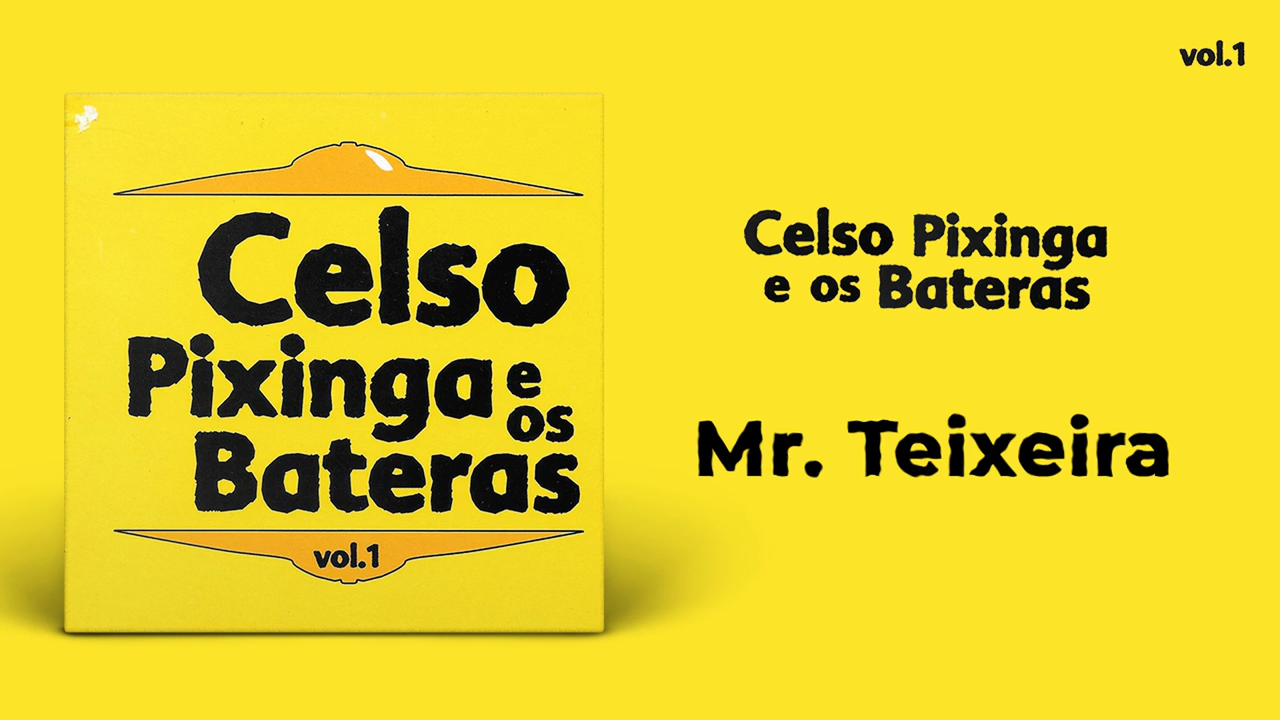 Celso
Pixinga e
os
Bateras
vol.1
vol.1
Celso Pixinga
e os Bateras
Mr. Teixeira